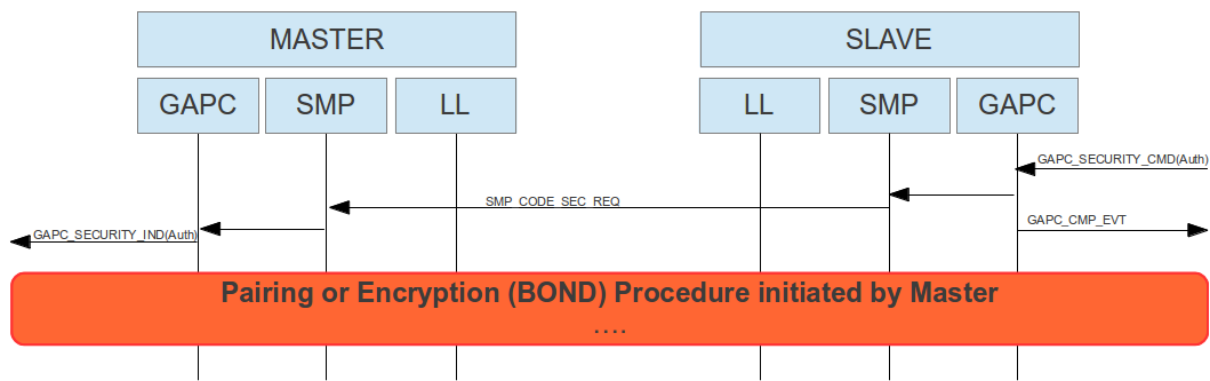 MASTER
SLAVE
GAPC
SMP
LL
LL
SMP
GAPC
GAPC_SECURITY_CMD(Auth)
SMP_CODE_SEC_REQ
GAPC_CMP_EVT
GAPC_SECURITY_IND(Auth)
Pairing or Encryption (BOND) Procedure initiated by Master
....